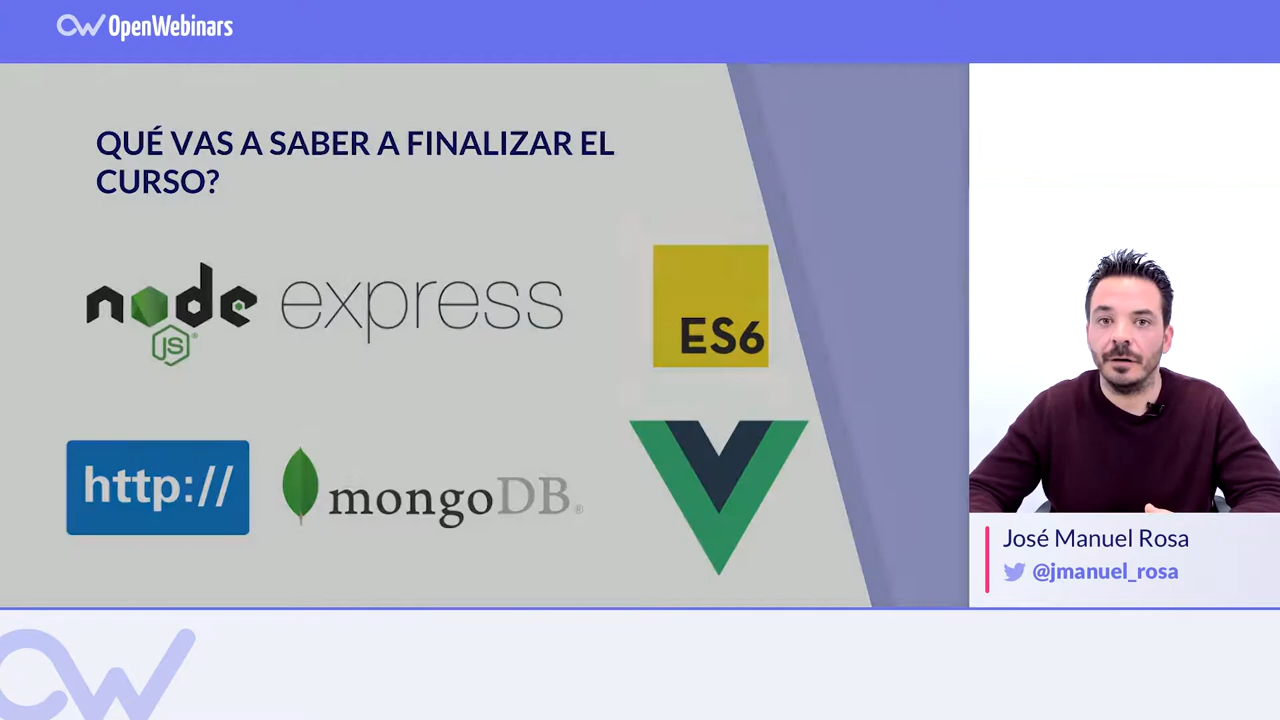 OpenWebinars
QUÉ VAS A SABER A FINALIZAR EL
CURSO?
node
JS
express
ES6
http://
mongoDB
José Manuel Rosa
@jmanuel_rosa